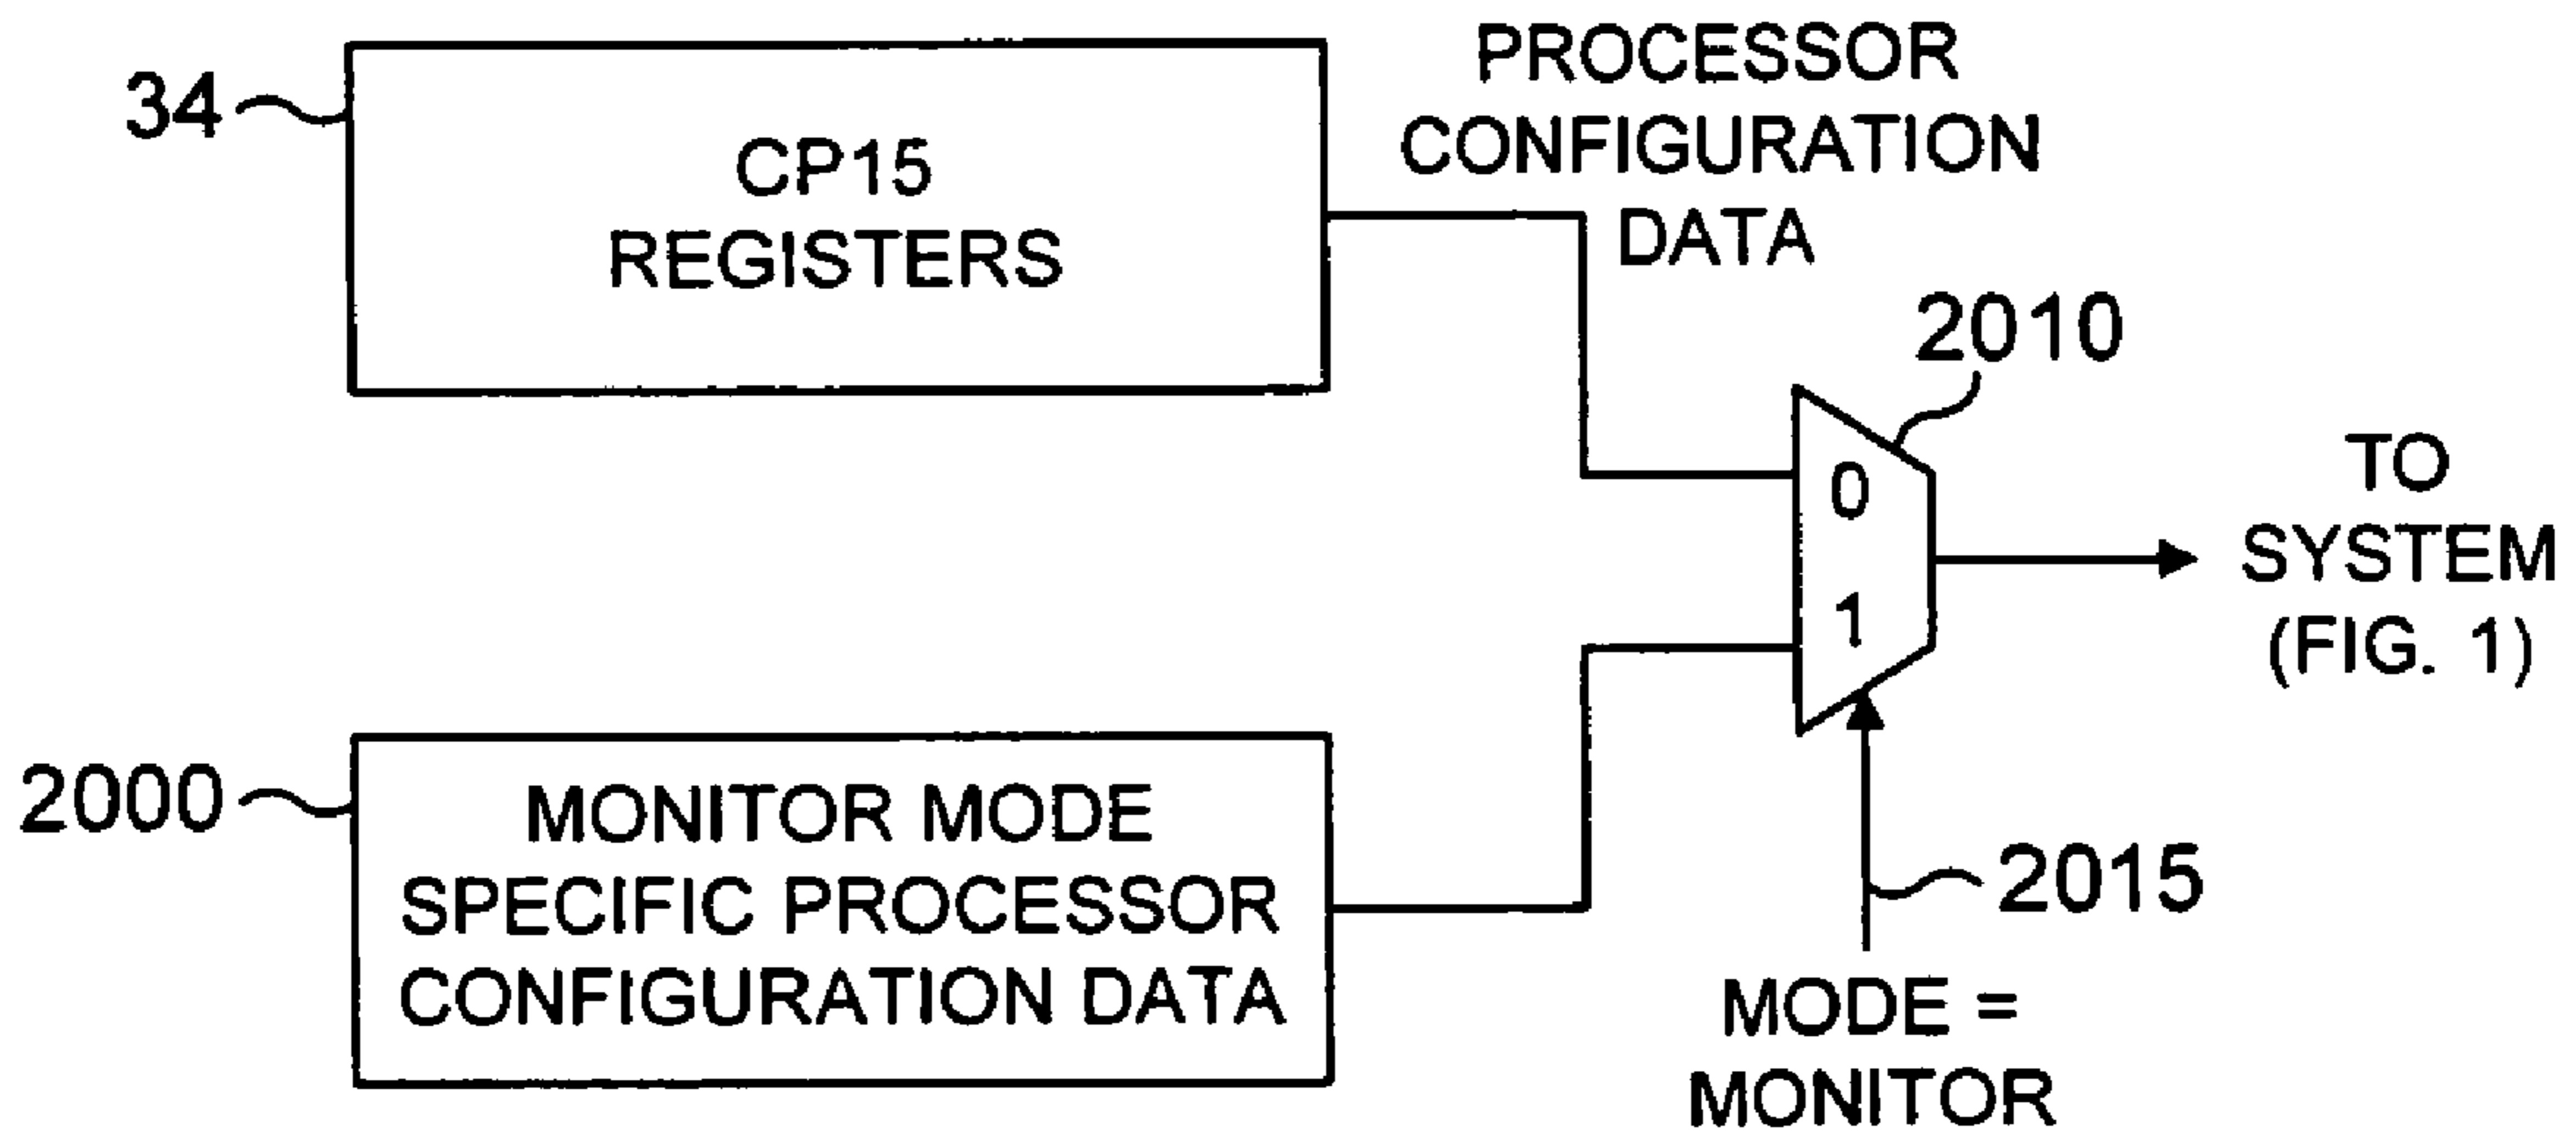 34
CP15
REGISTERS
PROCESSOR
CONFIGURATION
DATA
2010
0
1
TO
SYSTEM
(FIG. 1)
2000
MONITOR MODE
SPECIFIC PROCESSOR
CONFIGURATION DATA
2015
MODE =
MONITOR